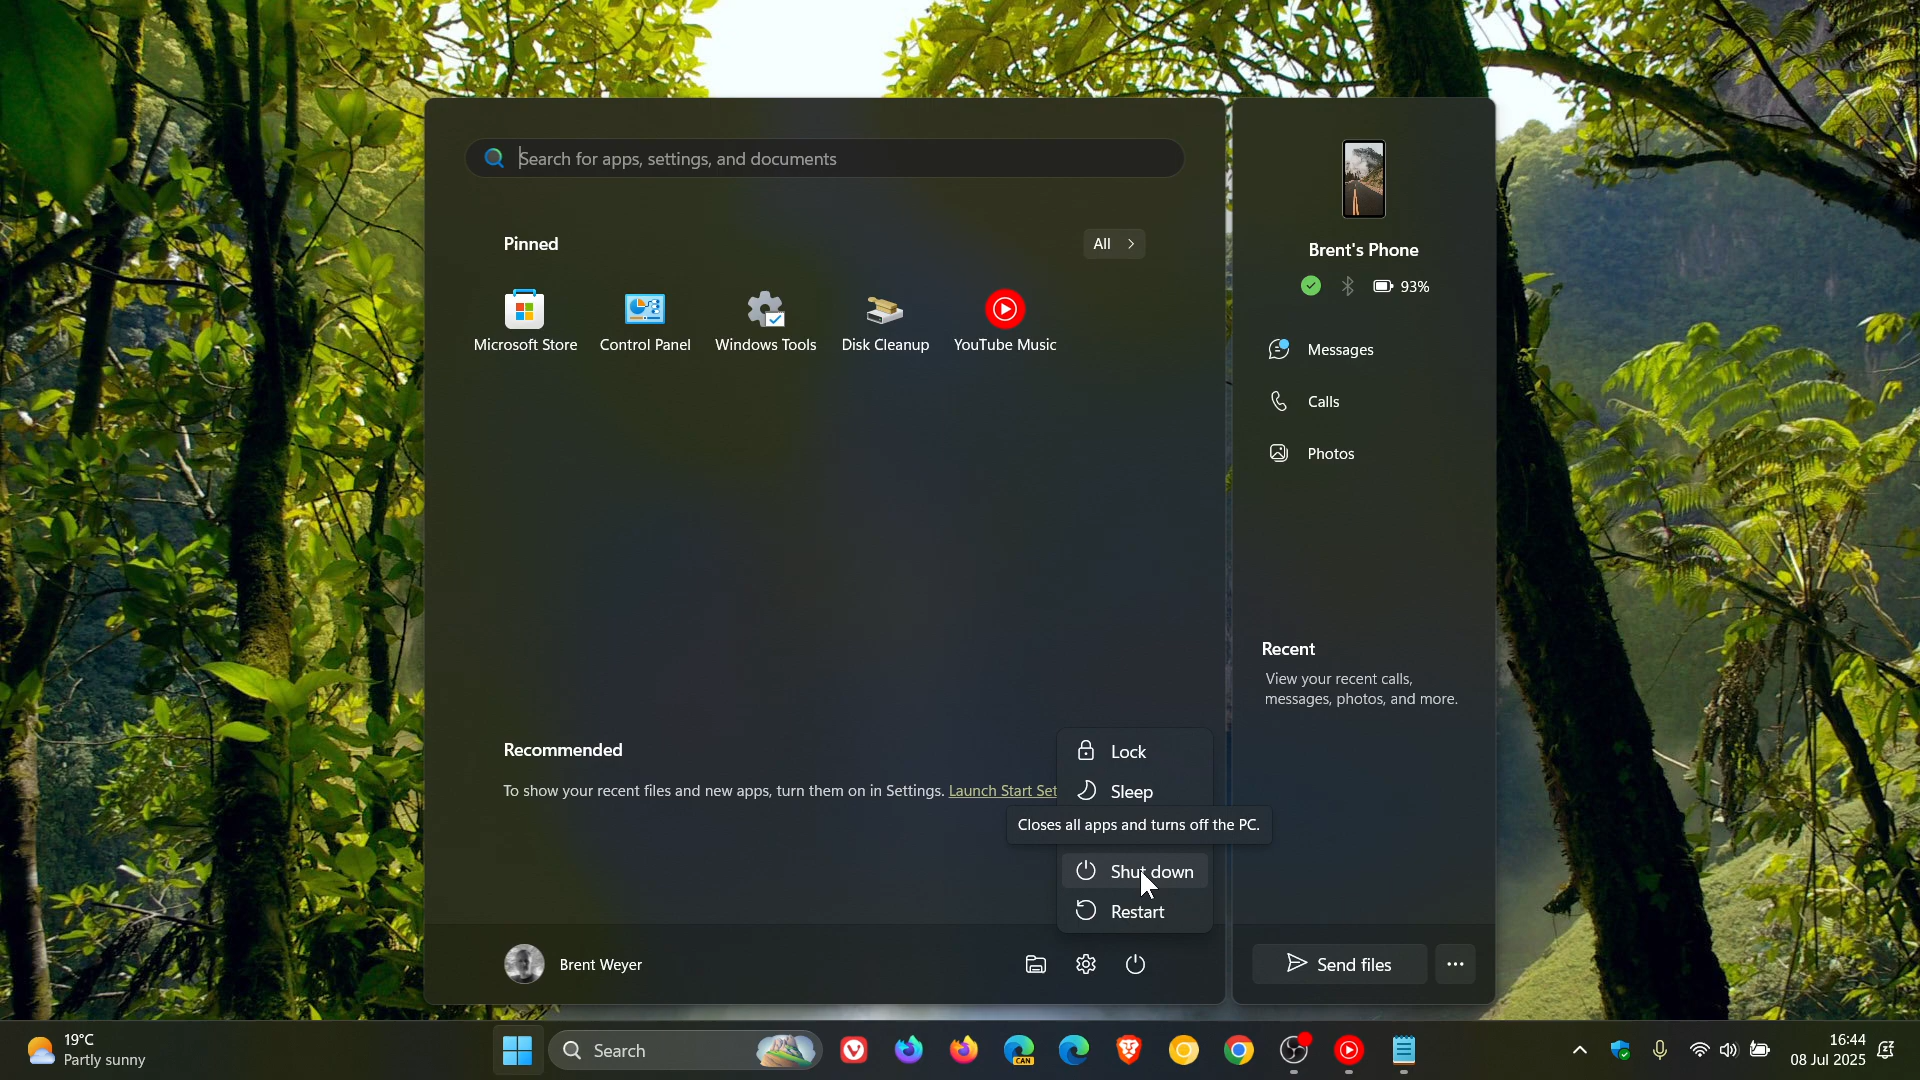 Search for apps, settings, and documents
Pinned
All
Microsoft Store
Control Panel
Windows Tools
Disk Cleanup
YouTube Music
Recommended
To show your recent files and new apps, turn them on in Settings. Launch Start Set
Lock
Sleep
Closes all apps and turns off the PC.
Shut down
Restart
Brent Weyer
Brent's Phone
93%
Messages
Calls
Photos
Recent
View your recent calls,
messages, photos, and more.
Send files
19°C
Partly sunny
Search
CAN
16:44
08 Jul 2025